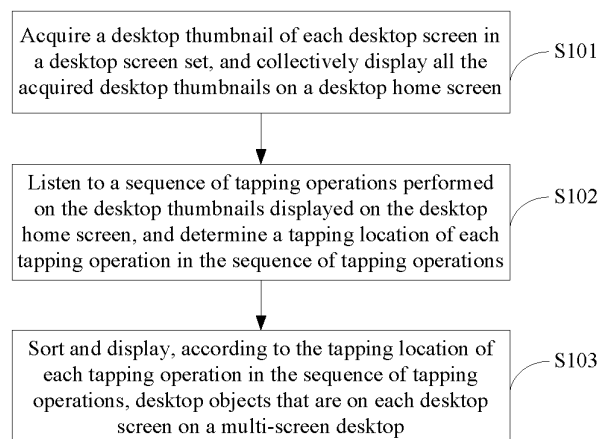 Acquire a desktop thumbnail of each desktop screen in
a desktop screen set, and collectively display all the
acquired desktop thumbnails on a desktop home screen
S101
Listen to a sequence of tapping operations performed
on the desktop thumbnails displayed on the desktop
home screen, and determine a tapping location of each
tapping operation in the sequence of tapping operations
S102
Sort and display, according to the tapping location of
each tapping operation in the sequence of tapping
operations, desktop objects that are on each desktop
screen on a multi-screen desktop
S103